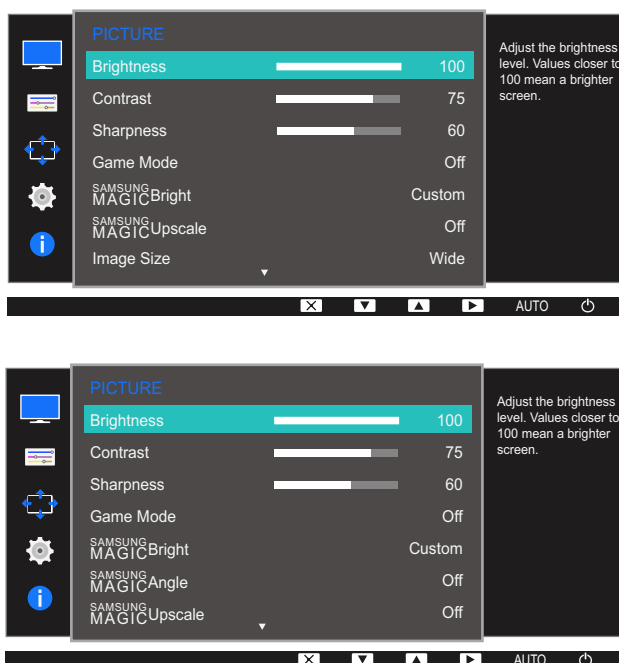 PICTURE
Brightness 100
Contrast 75
Sharpness 60
Game Mode Off
SAMSUNG MAGIC Bright Custom
SAMSUNG MAGIC Upscale Off
Image Size Wide
Adjust the brightness
level. Values closer to
100 mean a brighter
screen.
AUTO
PICTURE
Brightness 100
Contrast 75
Sharpness 60
Game Mode Off
SAMSUNG MAGIC Bright Custom
SAMSUNG MAGIC Angle Off
SAMSUNG MAGIC Upscale Off
Adjust the brightness
level. Values closer to
100 mean a brighter
screen.
AUTO